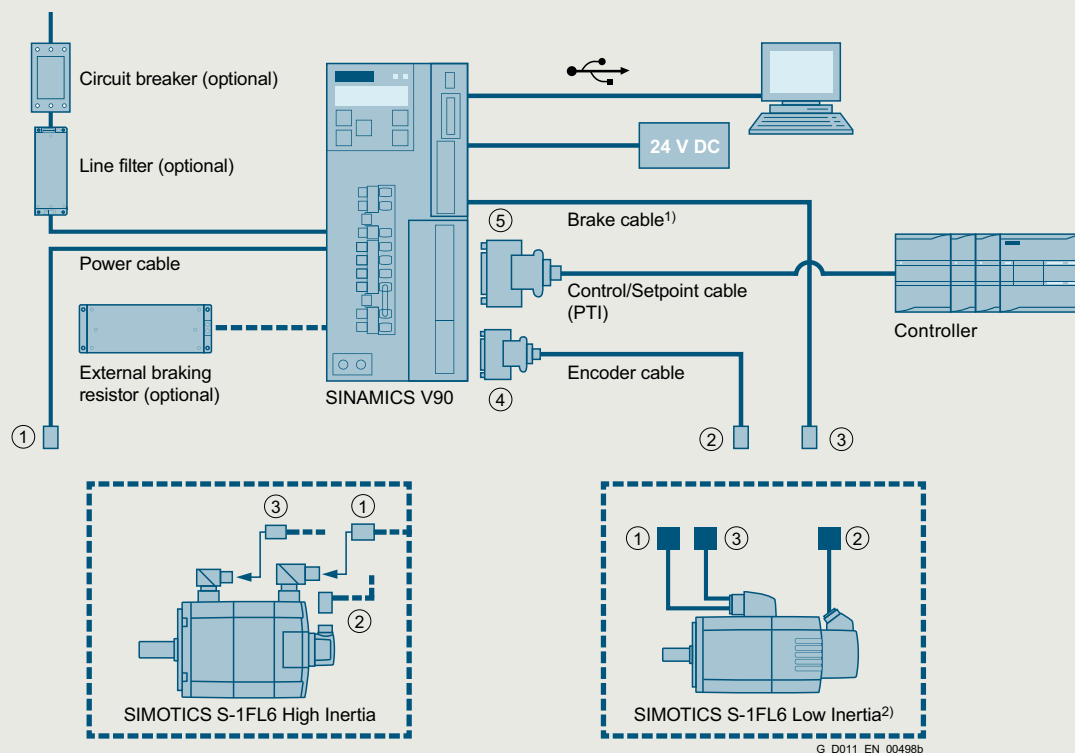 Circuit breaker (optional)
Line filter (optional)
24 V DC
⑤
Brake cable1)
Power cable
Control/Setpoint cable
(PTI)
Controller
External braking
resistor (optional)
Encoder cable
SINAMICS V90
④
①
②
③
③
①
②
SIMOTICS S-1FL6 High Inertia
①
③
②
SIMOTICS S-1FL6 Low Inertia2)
G_D011_EN_00498b